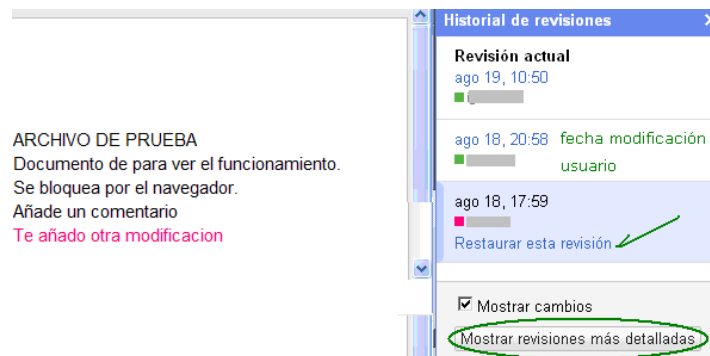 ARCHIVO DE PRUEBA
Documento de para ver el funcionamiento.
Se bloquea por el navegador.
Añade un comentario
Te añado otra modificacion
Historial de revisiones
Revisión actual
ago 19, 10:50
ago 18, 20:58 fecha modificación
usuario
ago 18, 17:59
Restaurar esta revisión
Mostrar cambios
Mostrar revisiones más detalladas